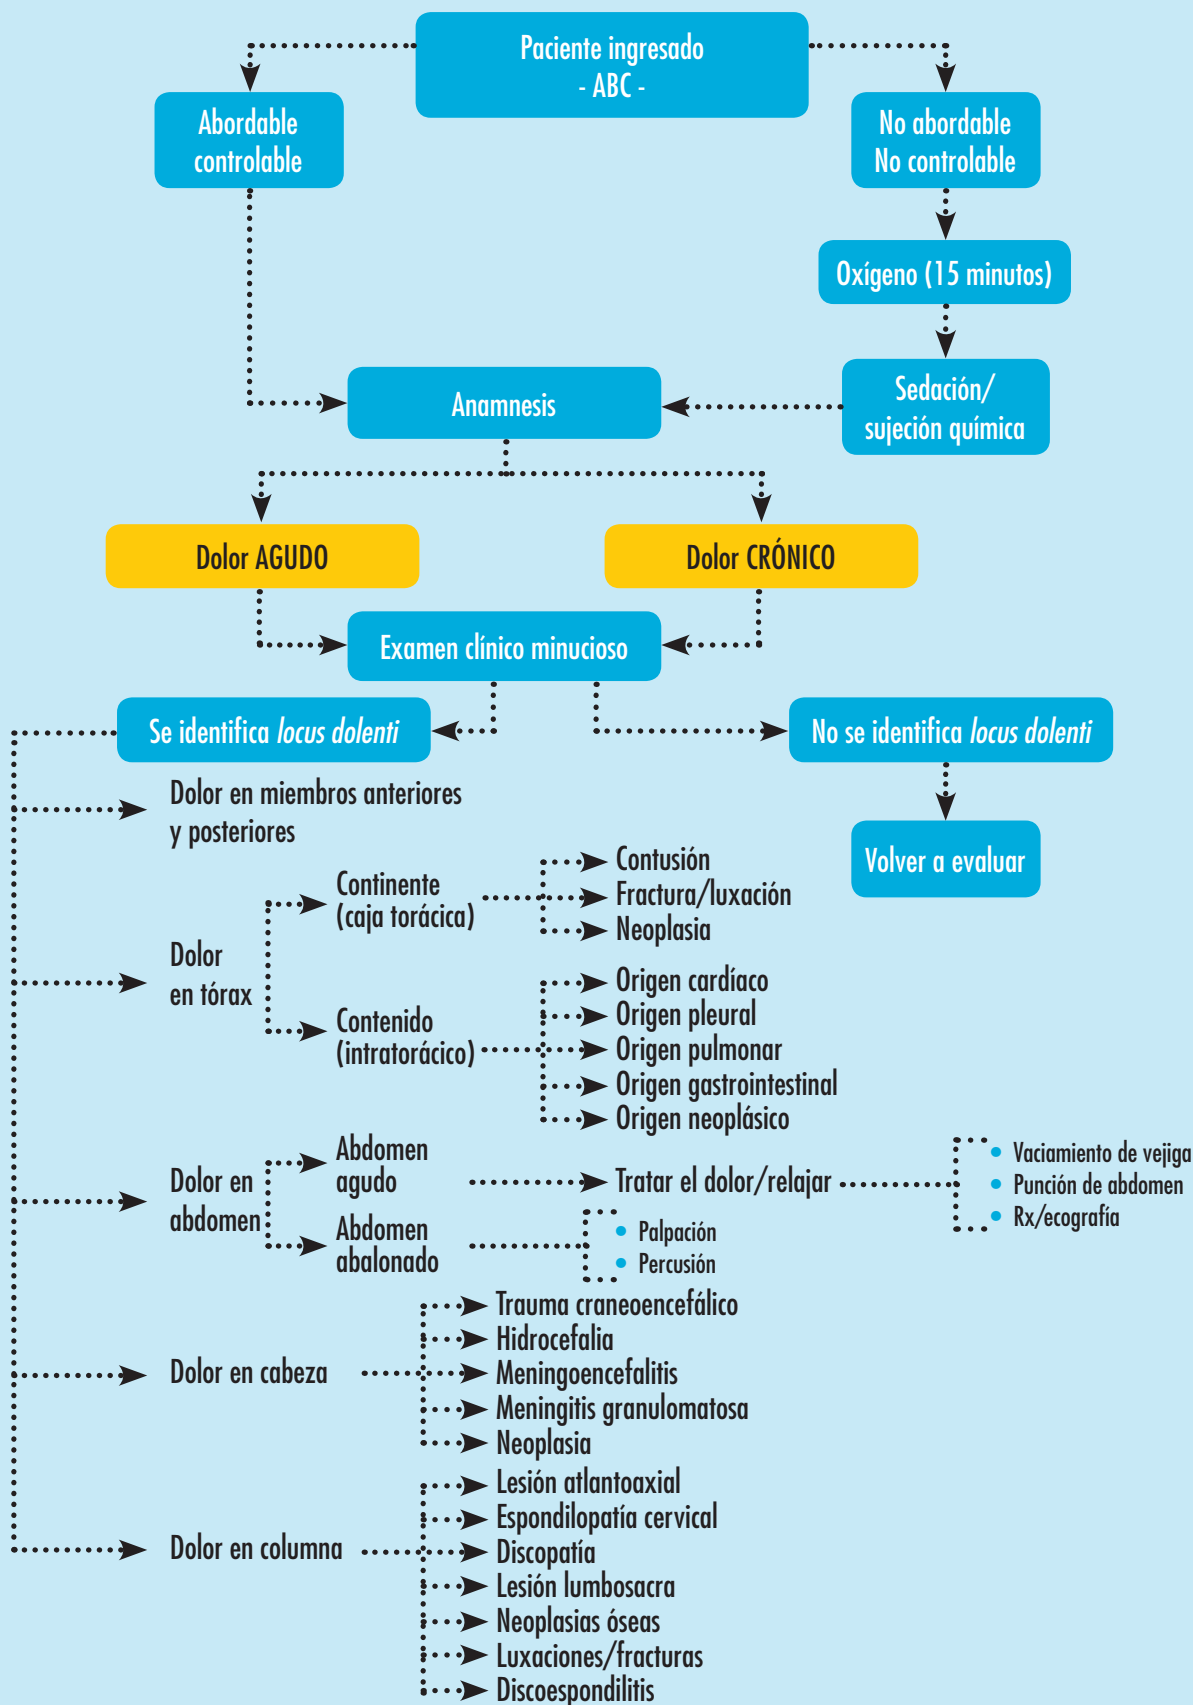 Paciente ingresado
- ABC -
Abordable
controlable
No abordable
No controlable
Oxígeno (15 minutos)
Sedación/
sujeción química
Anamnesis
Dolor AGUDO
Dolor CRÓNICO
Examen clínico minucioso
Se identifica locus dolenti
No se identifica locus dolenti
Volver a evaluar
Dolor en miembros anteriores
y posteriores
Dolor
en tórax
Continente
(caja torácica)
Contusión
Fractura/luxación
Neoplasia
Contenido
(intratorácico)
Origen cardíaco
Origen pleural
Origen pulmonar
Origen gastrointestinal
Origen neoplásico
Dolor en
abdomen
Abdomen
agudo
Tratar el dolor/relajar
• Vaciamiento de vejiga
• Punción de abdomen
• Rx/ecografía
Abdomen
abalonado
• Palpación
• Percusión
Dolor en cabeza
Trauma craneoencefálico
Hidrocefalia
Meningoencefalitis
Meningitis granulomatosa
Neoplasia
Dolor en columna
Lesión atlantoaxial
Espondilopatía cervical
Discopatía
Lesión lumbosacra
Neoplasias óseas
Luxaciones/fracturas
Discoespondilitis